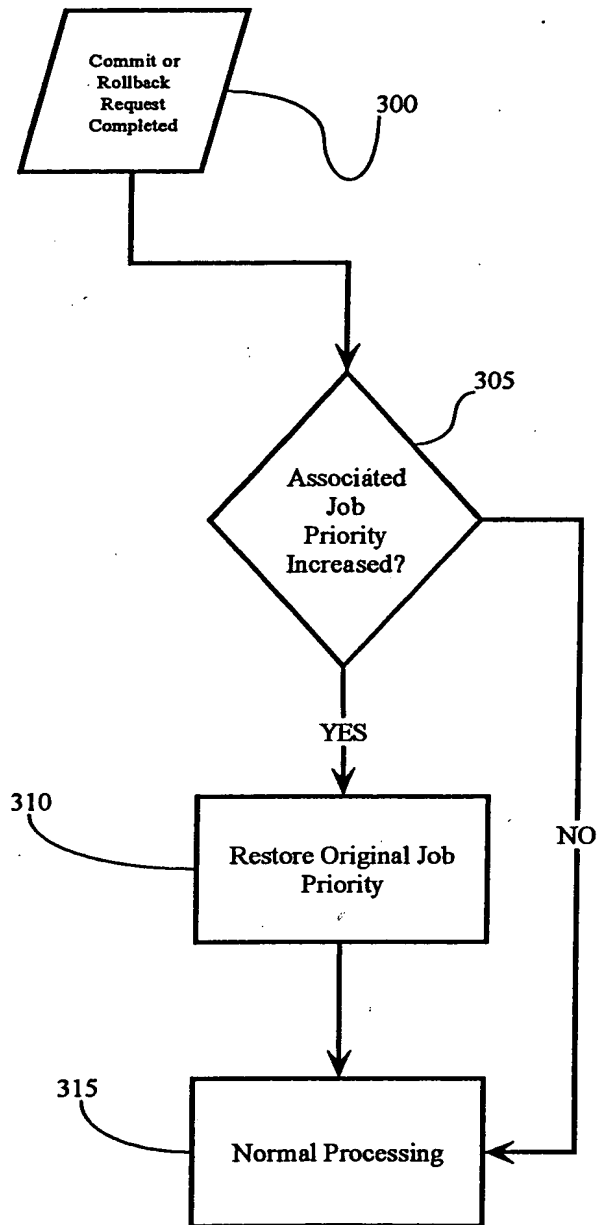 Commit or
Rollback
Request
Completed
300
305
Associated
Job
Priority
Increased?
YES
310
Restore Original Job
Priority
NO
315
Normal Processing